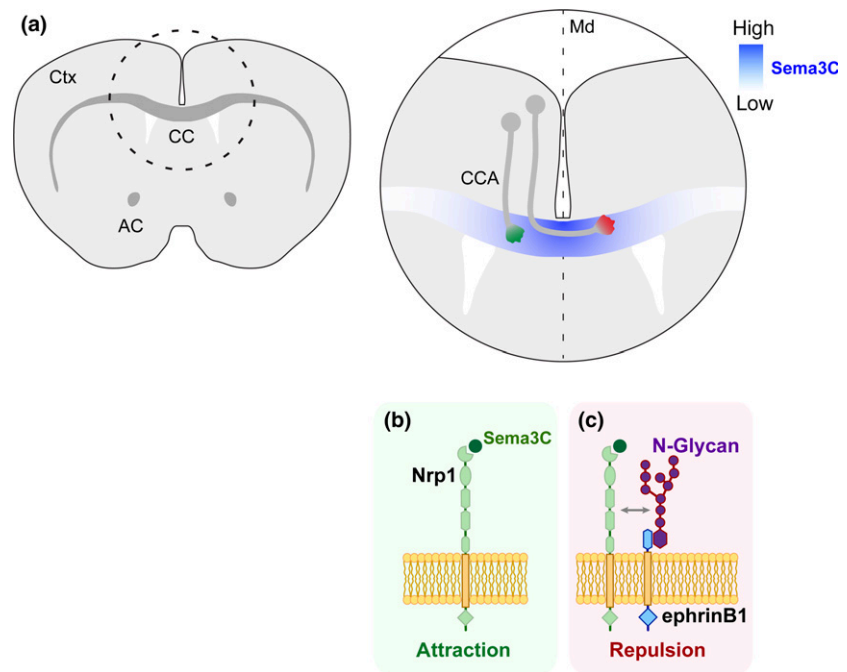 (a)
Ctx
CC
AC
Md
CCA
High
Sema3C
Low
(b)
Sema3C
Nrp1
Attraction
(c)
N-Glycan
ephrinB1
Repulsion